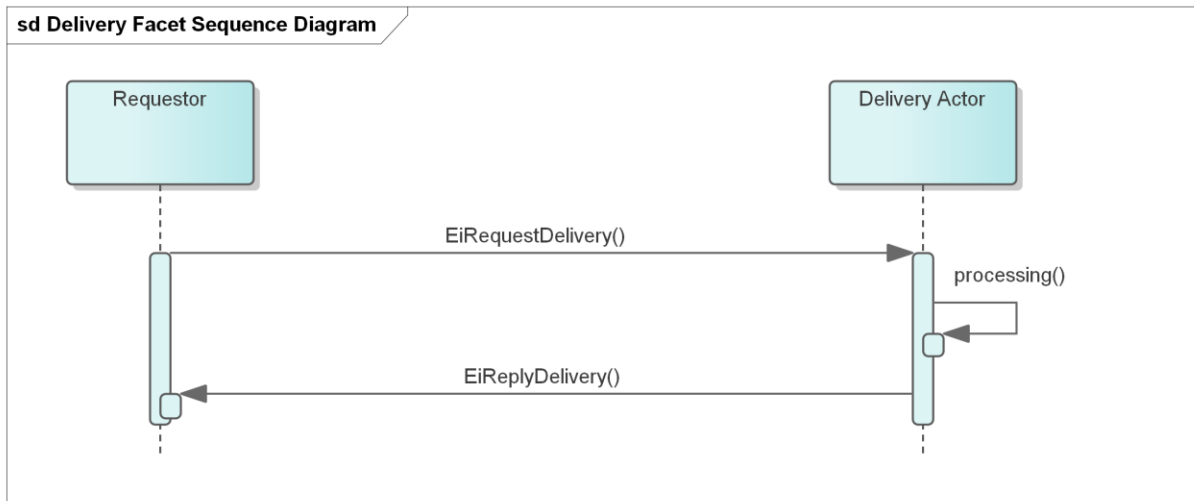 sd Delivery Facet Sequence Diagram
Requestor
Delivery Actor
EiRequestDelivery()
processing()
EiReplyDelivery()